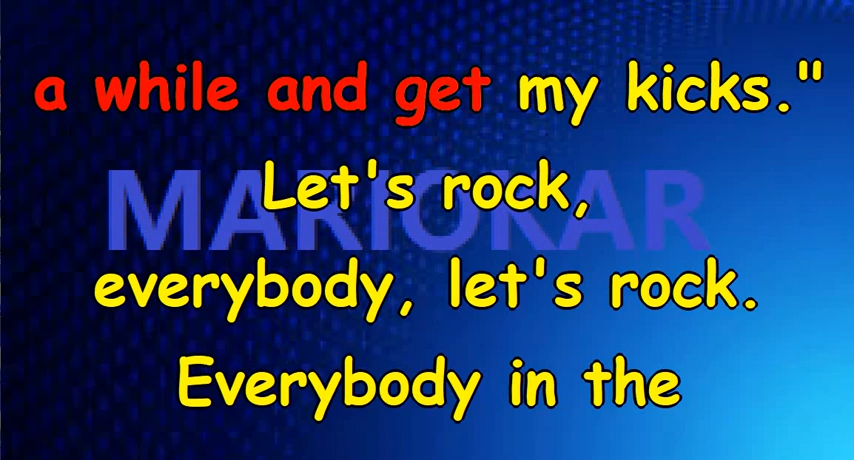 a while and get my kicks."
Let's rock,
MARIOKAR
everybody, let's rock.
Everybody in the